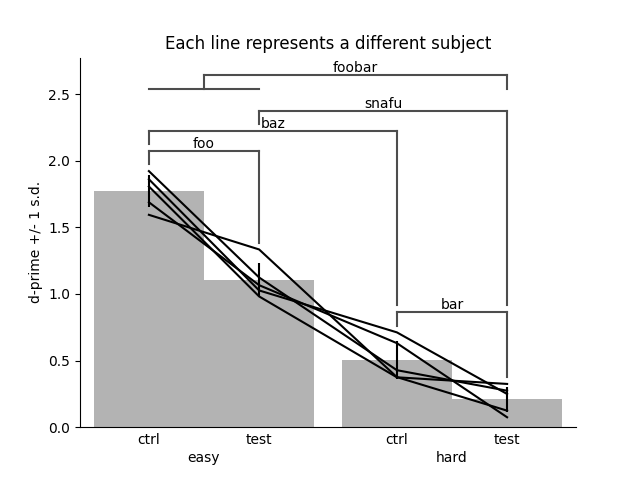 Each line represents a different subject
foobar
snafu
baz
foo
bar
d-prime +/- 1 s.d.
2.5
2.0
1.5
1.0
0.5
0.0
ctrl test ctrl test
easy hard